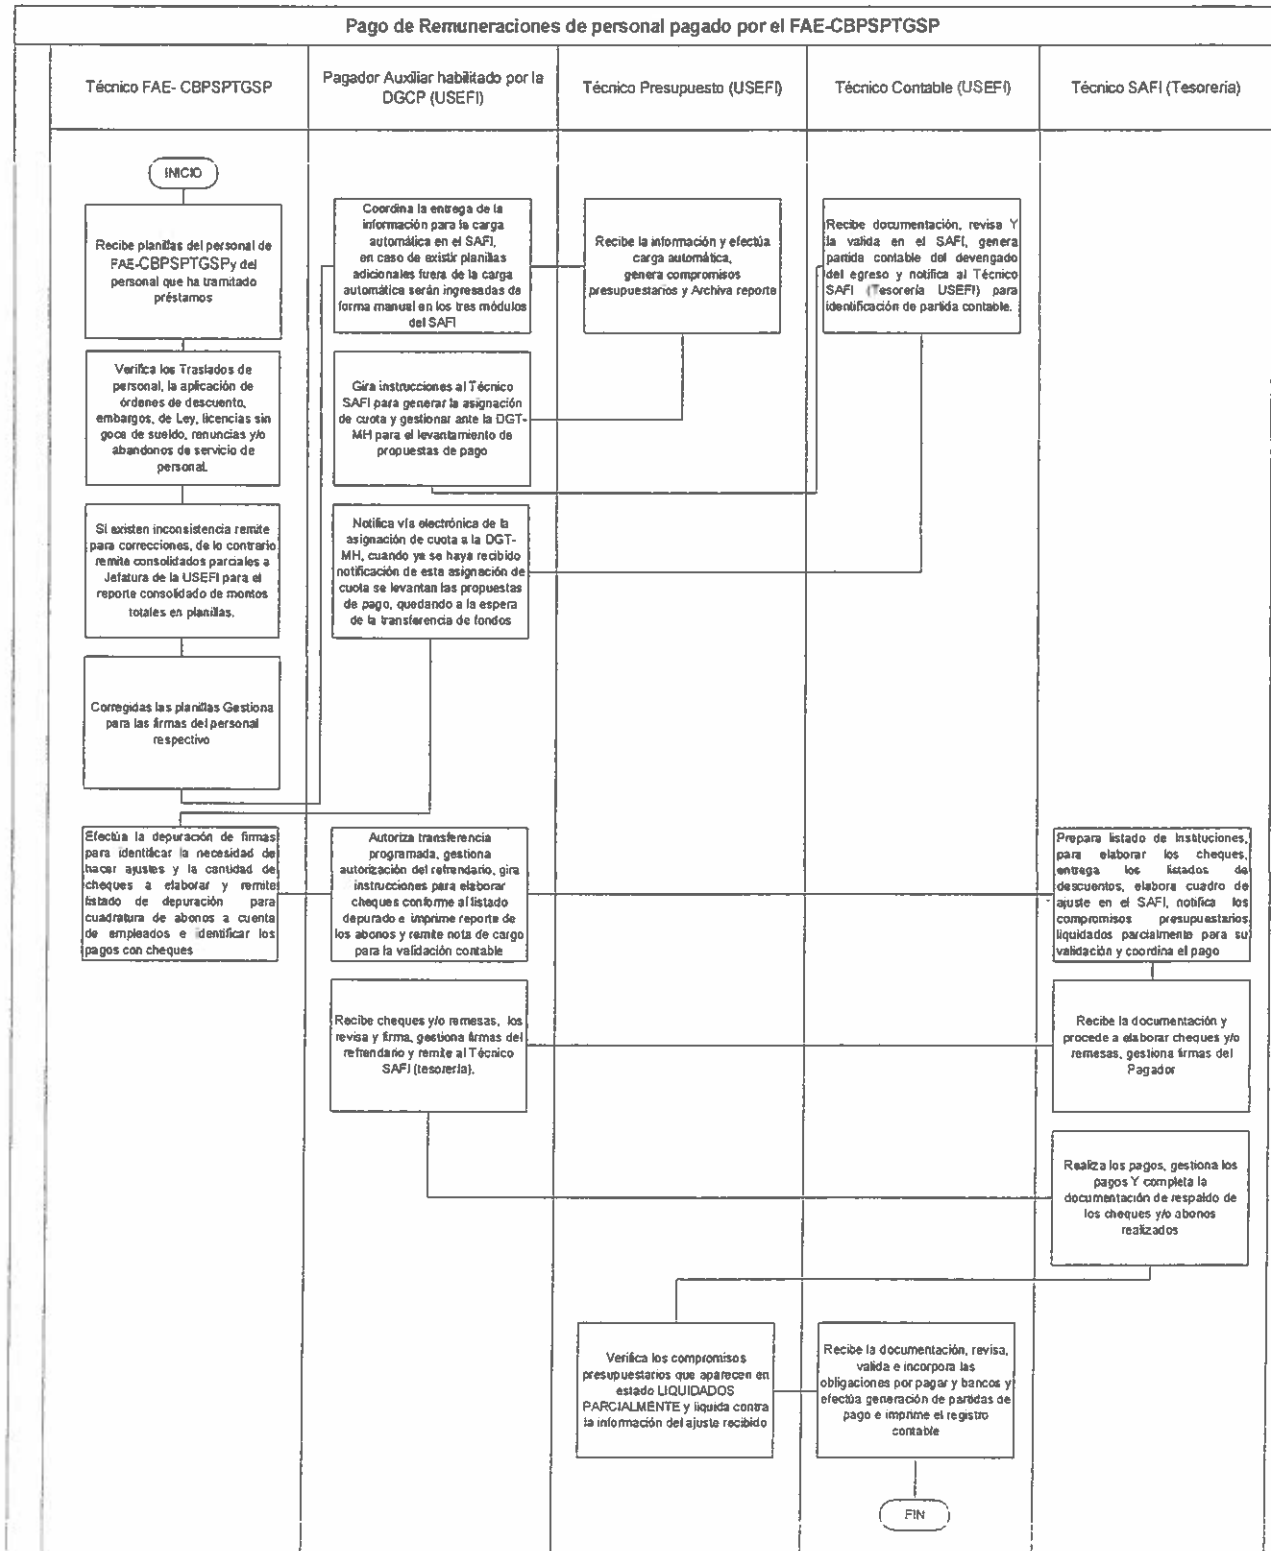 Pago de Remuneraciones de personal pagado por el FAE-CBPSPTGSP
Técnico FAE- CBPSPTGSP
Pagador Auxiliar habilitado por la
DGCP (USEFI)
Técnico Presupuesto (USEFI)
Técnico Contable (USEFI)
Técnico SAFI (Tesorería)
INICIO
Recibe planillas del personal de
FAE-CBPSPTGSPy del
personal que ha tramitado
préstamos
Coordina la entrega de la
información para la carga
automática en el SAFI,
en caso de existir planillas
adicionales fuera de la carga
automática serán ingresadas de
forma manual en los tres módulos
del SAFI
Recibe la información y efectúa
carga automática,
genera compromisos
presupuestarios y Archiva reporte
Recibe documentación, revisa Y
la valida en el SAFI, genera
partida contable del devengado
del egreso y notifica al Técnico
SAFI (Tesorería USEFI) para
identificación de partida contable.
Verifica los Traslados de
personal, la aplicación de
órdenes de descuento,
embargos, de Ley, licencias sin
goce de sueldo, renuncias y/o
abandonos de servicio de
personal.
Gira instrucciones al Técnico
SAFI para generar la asignación
de cuota y gestionar ante la DGT-
MH para el levantamiento de
propuestas de pago
Si existen inconsistencia remite
para correcciones, de lo contrario
remite consolidados parciales a
Jefatura de la USEFI para el
reporte consolidado de montos
totales en planillas.
Notifica vía electrónica de la
asignación de cuota a la DGT-
MH, cuando ya se haya recibido
notificación de esta asignación de
cuota se levantan las propuestas
de pago, quedando a la espera
de la transferencia de fondos
Corregidas las planillas Gestiona
para las firmas del personal
respectivo
Efectúa la depuración de firmas
para identificar la necesidad de
hacer ajustes y la cantidad de
cheques a elaborar y remite
listado de depuración para
cuadratura de abonos a cuenta
de empleados e identificar los
pagos con cheques
Autoriza transferencia
programada, gestiona
autorización del refrendario, gira
instrucciones para elaborar
cheques conforme al listado
depurado e imprime reporte de
los abonos y remite nota de cargo
para la validación contable
Prepara listado de Instituciones,
para elaborar los cheques,
entrega los listados de
descuentos, elabora cuadro de
ajuste en el SAFI, notifica los
compromisos presupuestarios
liquidados parcialmente para su
validación y coordina el pago
Recibe cheques y/o remesas, los
revisa y firma, gestiona firmas del
refrendario y remite al Técnico
SAFI (tesorería).
Recibe la documentación y
procede a elaborar cheques y/o
remesas, gestiona firmas del
Pagador
Realiza los pagos, gestiona los
pagos Y completa la
documentación de respaldo de
los cheques y/o abonos
realizados
Verifica los compromisos
presupuestarios que aparecen en
estado LIQUIDADOS
PARCIALMENTE y liquida contra
la información del ajuste recibido
Recibe la documentación, revisa,
valida e incorpora las
obligaciones por pagar y bancos y
efectúa generación de partidas de
pago e imprime el registro
contable
FIN